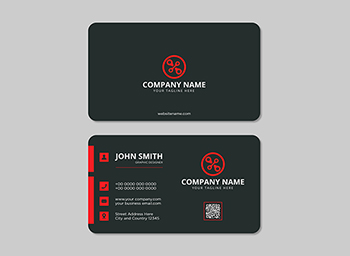 COMPANY NAME
YOUR TAGLINE HERE
websitename.com
JOHN SMITH
GRAPHIC DESIGNER
+00 0000 000 0000
+00 0000 000 0000
www.your business.com
your business email.com
Street Address Here
City and Country 12345
COMPANY NAME
YOUR TAGLINE HERE